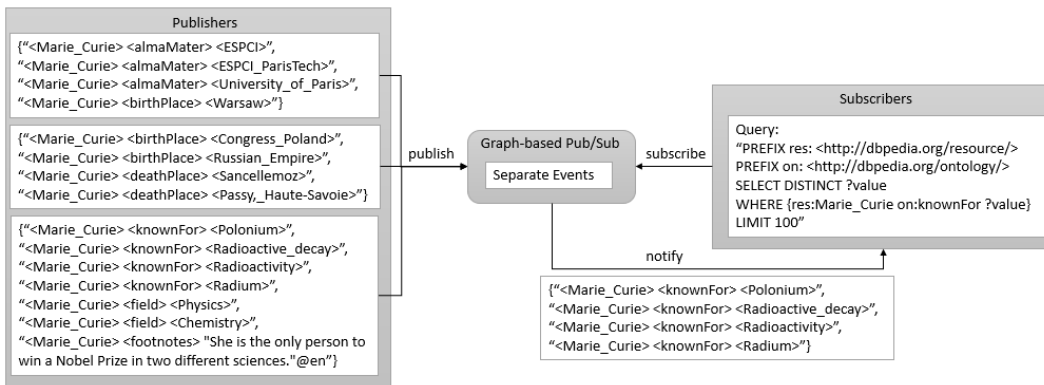 Publishers
{“<Marie_Curie> <almaMater> <ESPCI>”,
“<Marie_Curie> <almaMater> <ESPCI_ParisTech>”,
“<Marie_Curie> <almaMater> <University_of_Paris>”,
“<Marie_Curie> <birthPlace> <Warsaw>”}
{“<Marie_Curie> <birthPlace> <Congress_Poland>”,
“<Marie_Curie> <birthPlace> <Russian_Empire>”,
“<Marie_Curie> <deathPlace> <Sancellemoz>”,
“<Marie_Curie> <deathPlace> <Passy,_Haute-Savoie>”}
{“<Marie_Curie> <knownFor> <Polonium>”,
“<Marie_Curie> <knownFor> <Radioactive_decay>”,
“<Marie_Curie> <knownFor> <Radioactivity>”,
“<Marie_Curie> <knownFor> <Radium>”,
“<Marie_Curie> <field> <Physics>”,
“<Marie_Curie> <field> <Chemistry>”,
“<Marie_Curie> <footnotes> "She is the only person to
win a Nobel Prize in two different sciences."@en”}
publish
Graph-based Pub/Sub
Separate Events
subscribe
Subscribers
Query:
“PREFIX res: <http://dbpedia.org/resource/>
PREFIX on: <http://dbpedia.org/ontology/>
SELECT DISTINCT ?value
WHERE {res:Marie_Curie on:knownFor ?value}
LIMIT 100”
notify
{“<Marie_Curie> <knownFor> <Polonium>”,
“<Marie_Curie> <knownFor> <Radioactive_decay>”,
“<Marie_Curie> <knownFor> <Radioactivity>”,
“<Marie_Curie> <knownFor> <Radium>”}